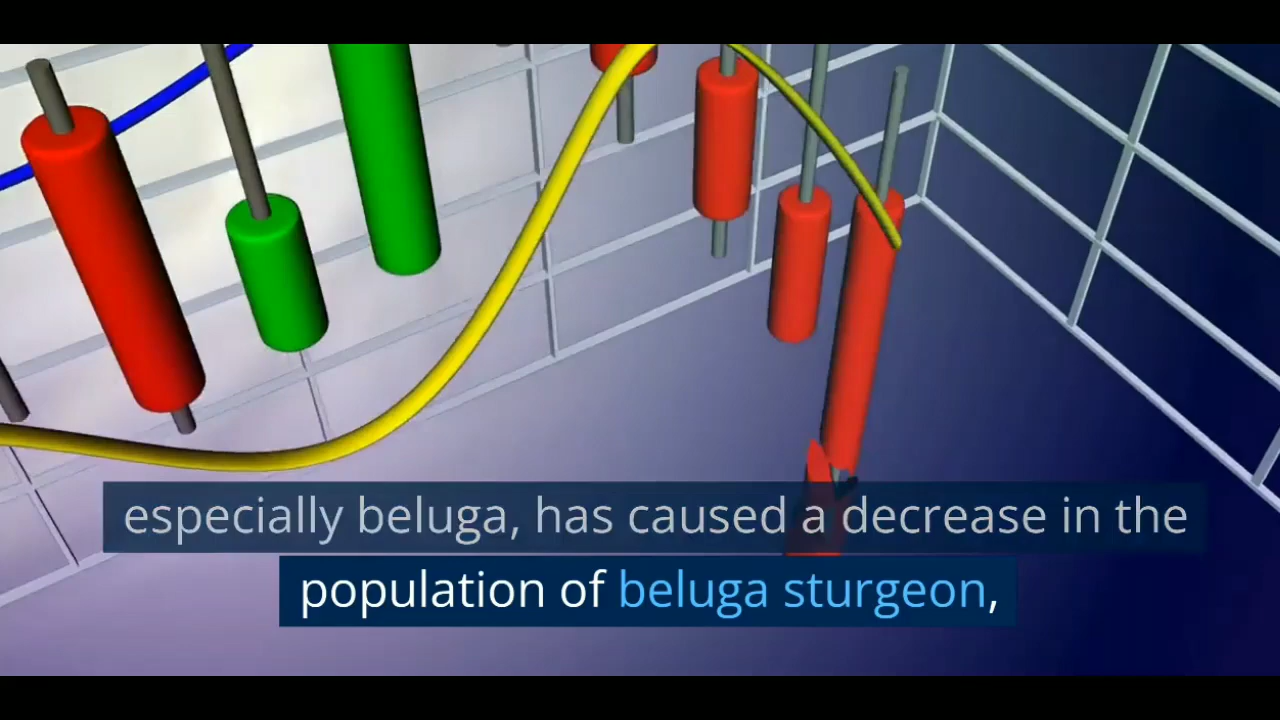 especially beluga, has caused a decrease in the
population of beluga sturgeon,